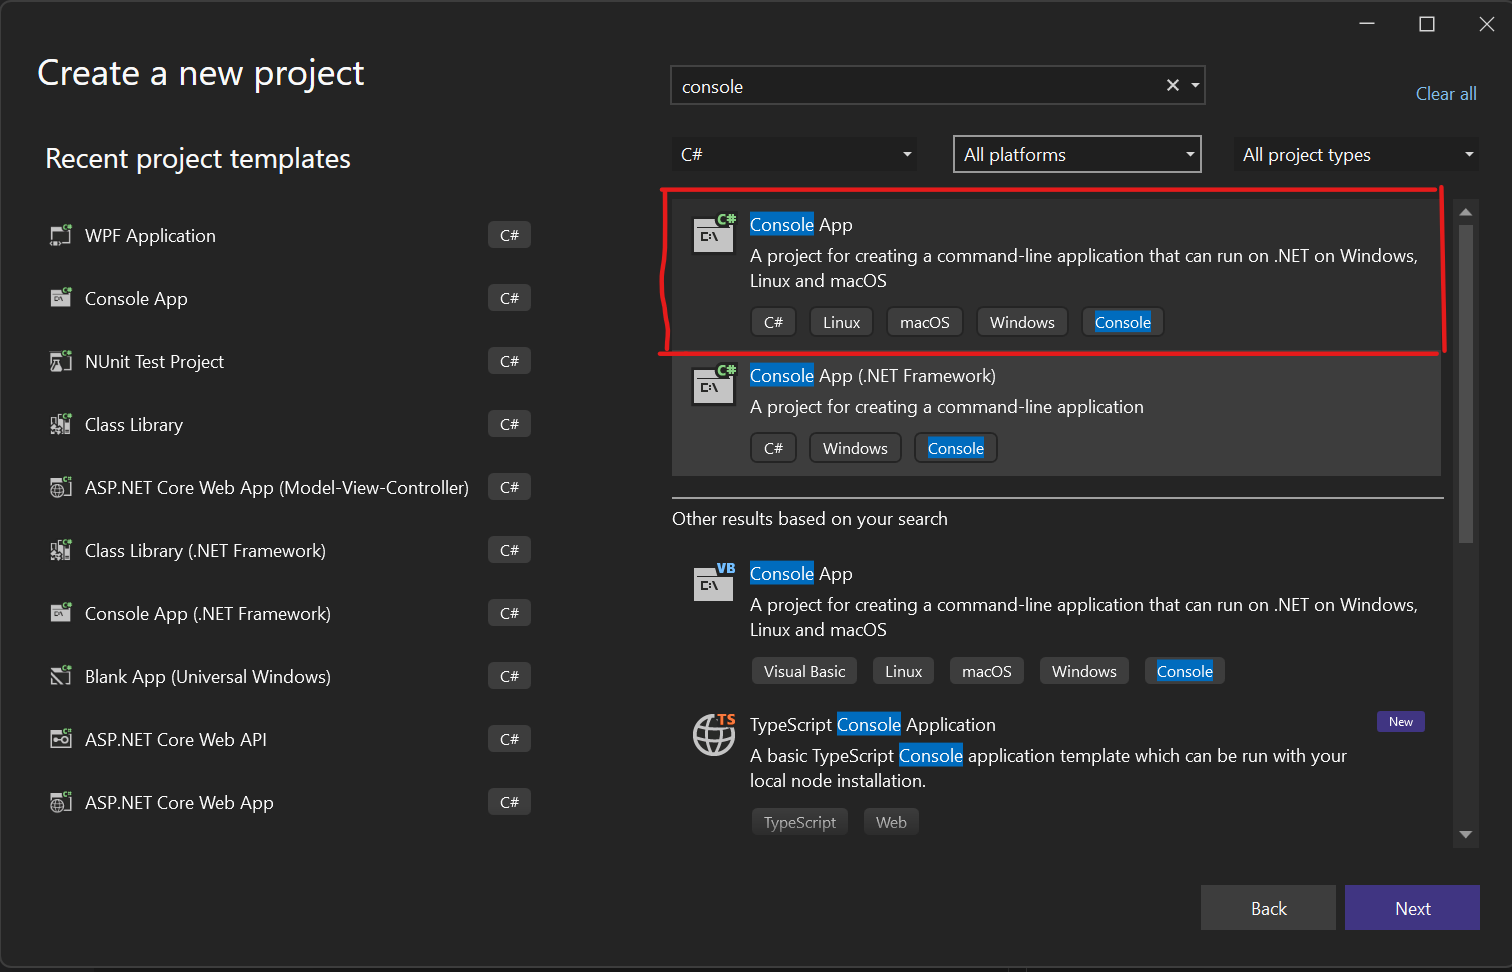 Create a new project
Recent project templates
WPF Application C#
Console App C#
NUnit Test Project C#
Class Library C#
ASP.NET Core Web App (Model-View-Controller) C#
Class Library (.NET Framework) C#
Console App (.NET Framework) C#
Blank App (Universal Windows) C#
ASP.NET Core Web API C#
ASP.NET Core Web App C#
console
Clear all
C# All platforms All project types
C#
C:\
Console App
A project for creating a command-line application that can run on .NET on Windows,
Linux and macOS
C# Linux macOS Windows Console
C#
C:\
Console App (.NET Framework)
A project for creating a command-line application
C# Windows Console
Other results based on your search
VB
C:\
Console App
A project for creating a command-line application that can run on .NET on Windows,
Linux and macOS
Visual Basic Linux macOS Windows Console
TS
TypeScript Console Application New
A basic TypeScript Console application template which can be run with your
local node installation.
TypeScript Web
Back Next